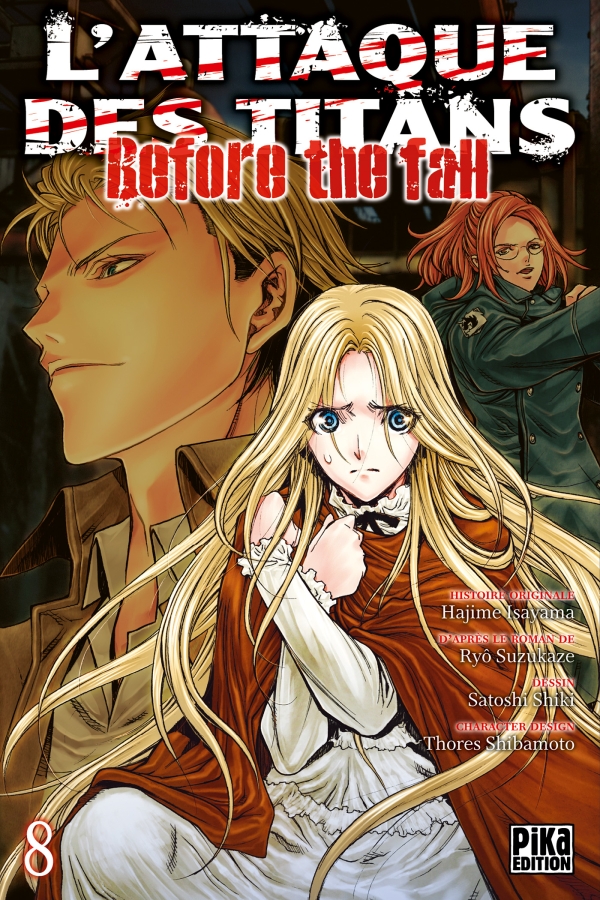 L'ATTAQUE
DES TITANS
Before the fall
HISTOIRE ORIGINALE
Hajime Isayama
D'APRÈS LE ROMAN DE
Ryô Suzukaze
DESSIN
Satoshi Shiki
CHARACTER DESIGN
Thores Shibamoto
8
PiKa
EDITION